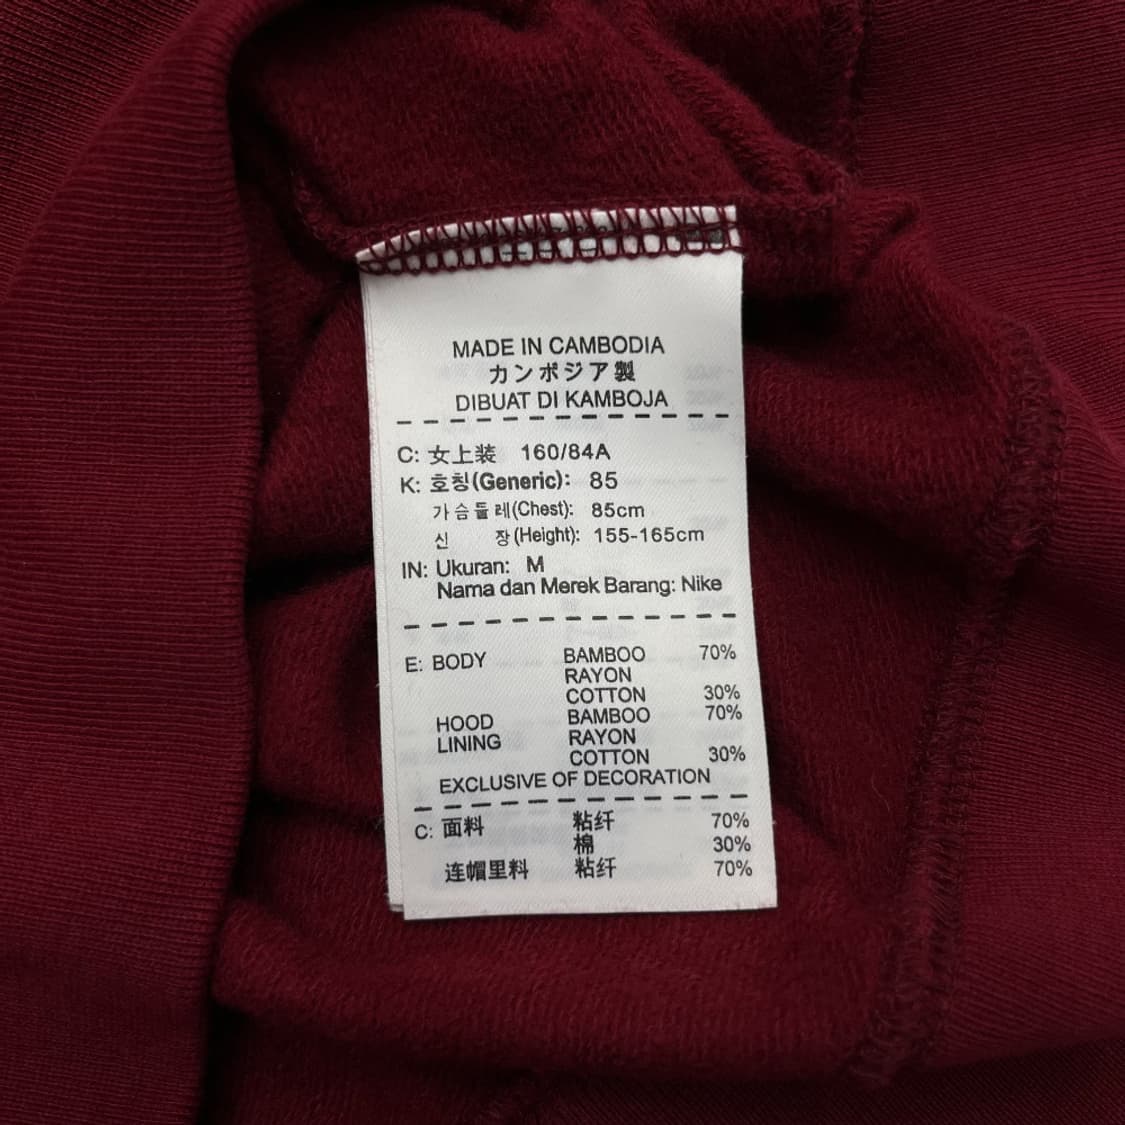 MADE IN CAMBODIA
カンボジア製
DIBUAT DI KAMBOJA
C: 女上装 160/84A
K: 호칭(Generic): 85
가슴둘레(Chest): 85cm
신 장(Height): 155-165cm
IN: Ukuran: M
Nama dan Merek Barang: Nike
E: BODY BAMBOO 70%
RAYON
COTTON 30%
HOOD BAMBOO 70%
LINING RAYON
COTTON 30%
EXCLUSIVE OF DECORATION
C: 面料 粘纤 70%
棉 30%
连帽里料 粘纤 70%